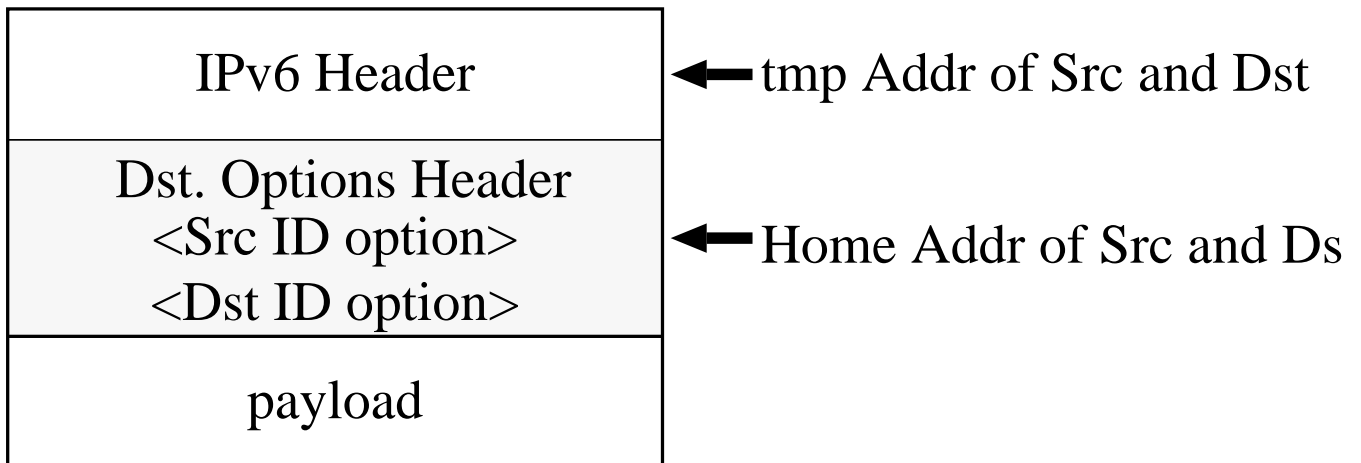 IPv6 Header
tmp Addr of Src and Dst
Dst. Options Header
<Src ID option>
Home Addr of Src and Ds
<Dst ID option>
payload